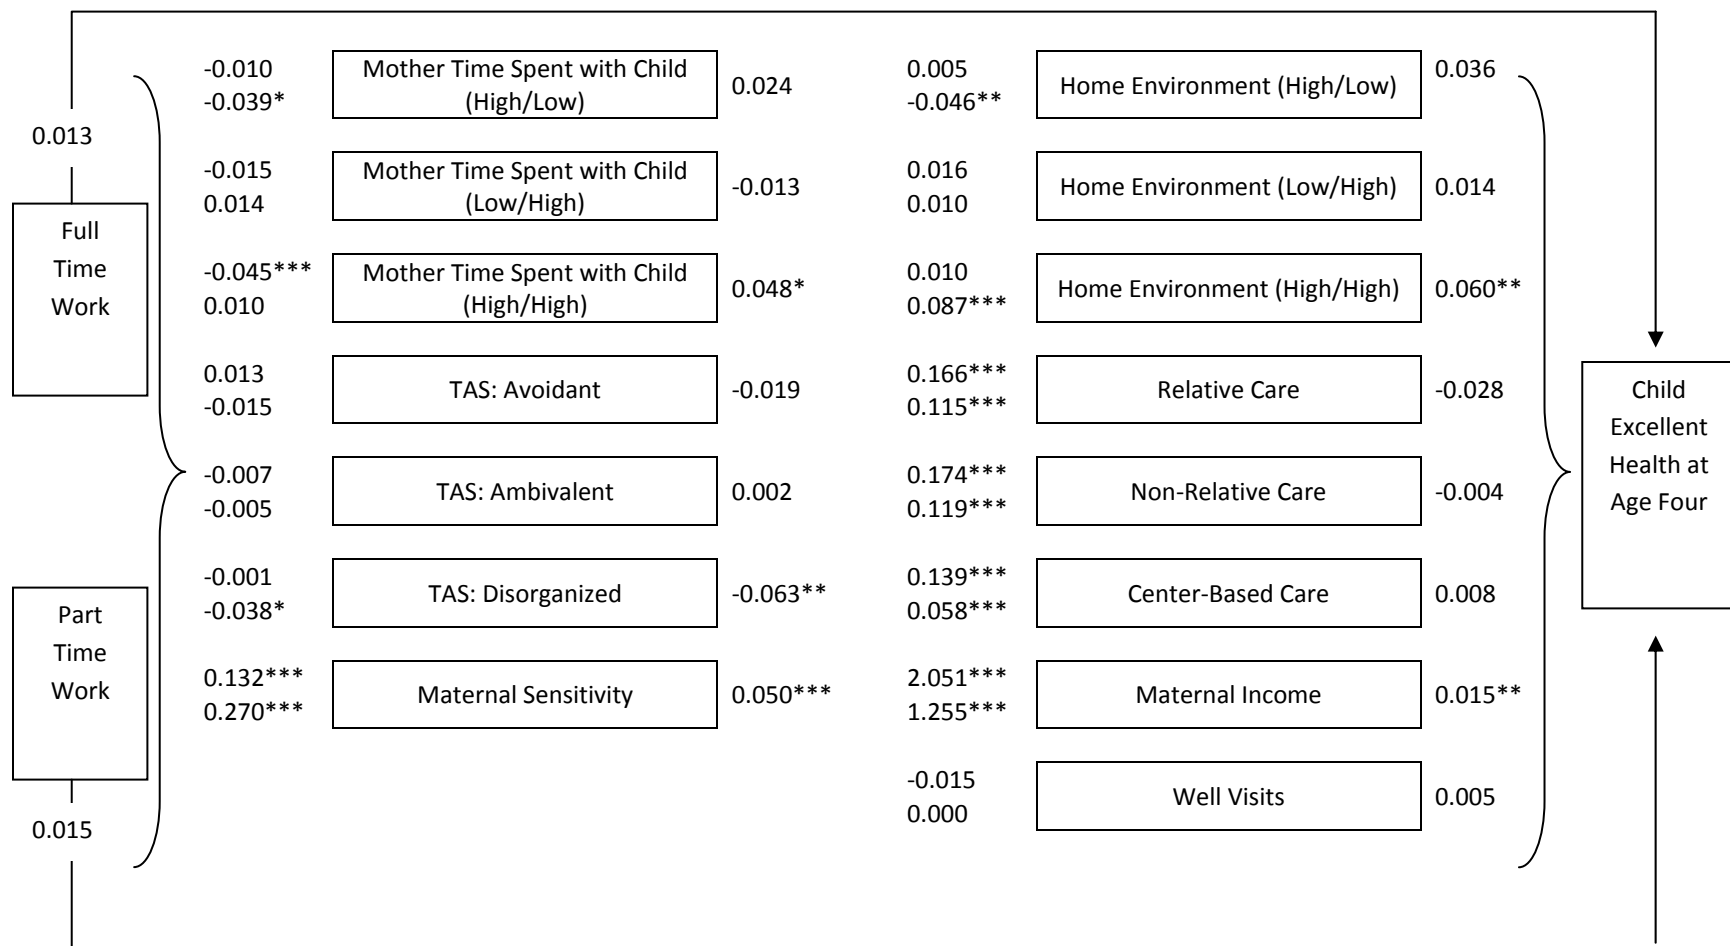 0.013
Full
Time
Work
Part
Time
Work
0.015
-0.010
-0.039*
Mother Time Spent with Child
(High/Low)
0.024
-0.015
0.014
Mother Time Spent with Child
(Low/High)
-0.013
-0.045***
0.010
Mother Time Spent with Child
(High/High)
0.048*
0.013
-0.015
TAS: Avoidant
-0.019
-0.007
-0.005
TAS: Ambivalent
0.002
-0.001
-0.038*
TAS: Disorganized
-0.063**
0.132***
0.270***
Maternal Sensitivity
0.050***
0.005
-0.046**
Home Environment (High/Low)
0.036
0.016
0.010
Home Environment (Low/High)
0.014
0.010
0.087***
Home Environment (High/High)
0.060**
0.166***
0.115***
Relative Care
-0.028
0.174***
0.119***
Non-Relative Care
-0.004
0.139***
0.058***
Center-Based Care
0.008
2.051***
1.255***
Maternal Income
0.015**
-0.015
0.000
Well Visits
0.005
Child
Excellent
Health at
Age Four